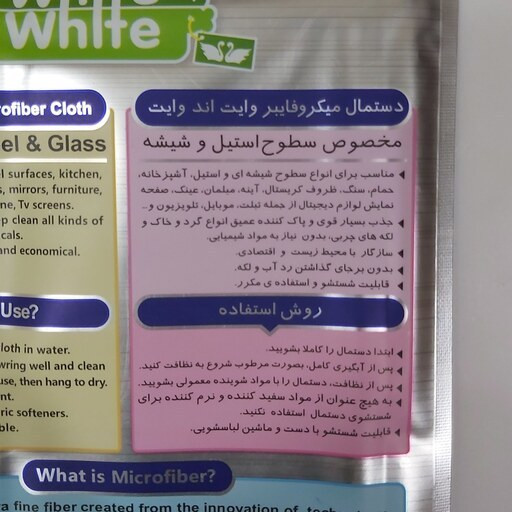 White
rofiber Cloth
el & Glass
l surfaces, kitchen,
s, mirrors, furniture,
ne, Tv screens.
p clean all kinds of
cals.
and economical.
Use?
loth in water.
wring well and clean
use, then hang to dry.
nt.
ric softeners.
ble.
دستمال میکروفایبر وایت اند وایت
مخصوص سطوح استیل و شیشه
مناسب برای انواع سطوح شیشه ای و استیل، آشپزخانه،
حمام، سنگ، ظروف کریستال، آینه، مبلمان، عینک، صفحه
نمایش لوازم دیجیتال از جمله تبلت، موبایل، تلویزیون و...
جذب بسیار قوی و پاک کننده عمیق انواع گرد و خاک و
لکه های چربی، بدون نیاز به مواد شیمیایی.
سازگار با محیط زیست و اقتصادی.
بدون برجای گذاشتن رد آب و لکه.
قابلیت شستشو و استفاده ی مکرر.
روش استفاده
ابتدا دستمال را کاملا بشویید.
پس از آبگیری کامل، بصورت مرطوب شروع به نظافت کنید.
پس از نظافت، دستمال را با مواد شوینده معمولی بشویید.
به هیچ عنوان از مواد سفید کننده و نرم کننده برای
شستشوی دستمال استفاده نکنید.
قابلیت شستشو با دست و ماشین لباسشویی.
What is Microfiber?
a fine fiber created from the innovation of